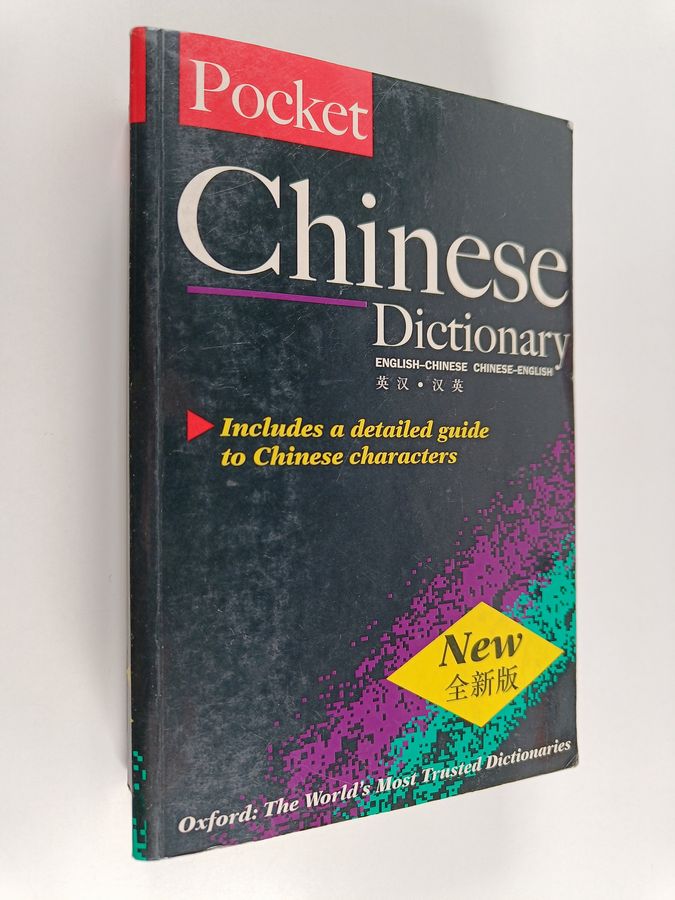 Pocket
Chinese
Dictionary
ENGLISH–CHINESE CHINESE–ENGLISH
英汉·汉英
Includes a detailed guide
to Chinese characters
New
全新版
Oxford: The World's Most Trusted Dictionaries